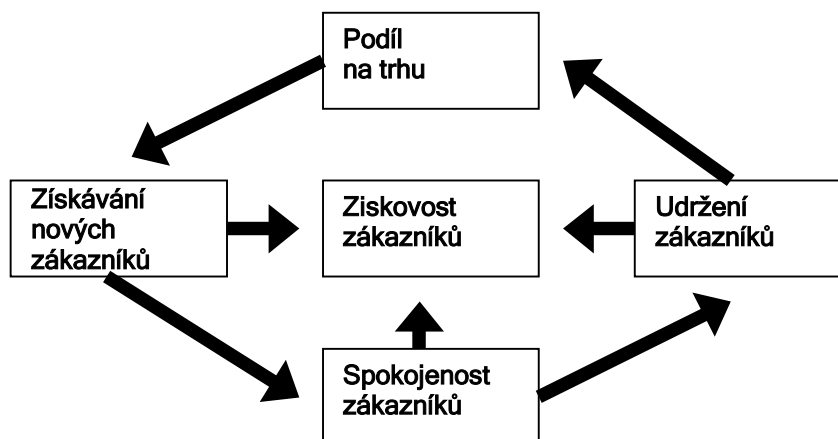 Podíl
na trhu
Získávání
nových
zákazníků
Ziskovost
zákazníků
Udržení
zákazníků
Spokojenost
zákazníků